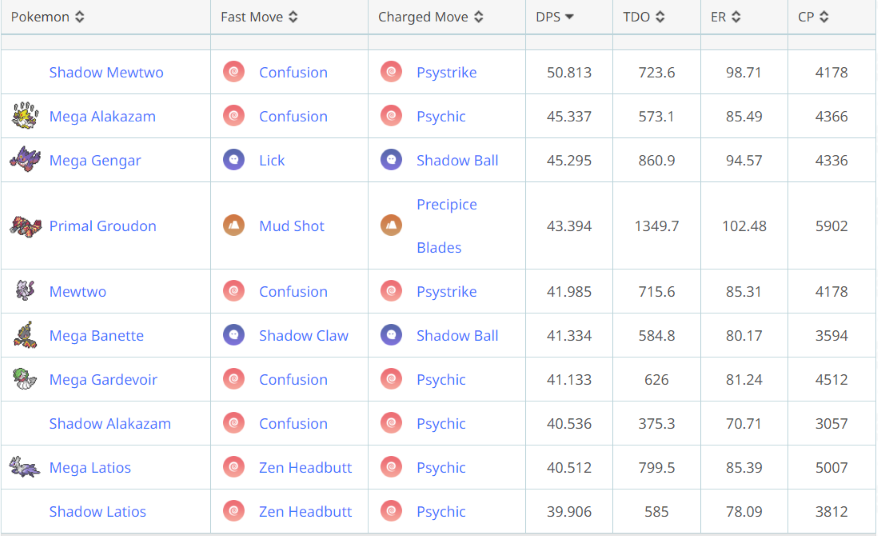 Pokemon Fast Move Charged Move DPS TDO ER CP
Shadow Mewtwo Confusion Psystrike 50.813 723.6 98.71 4178
Mega Alakazam Confusion Psychic 45.337 573.1 85.49 4366
Mega Gengar Lick Shadow Ball 45.295 860.9 94.57 4336
Primal Groudon Mud Shot Precipice Blades 43.394 1349.7 102.48 5902
Mewtwo Confusion Psystrike 41.985 715.6 85.31 4178
Mega Banette Shadow Claw Shadow Ball 41.334 584.8 80.17 3594
Mega Gardevoir Confusion Psychic 41.133 626 81.24 4512
Shadow Alakazam Confusion Psychic 40.536 375.3 70.71 3057
Mega Latios Zen Headbutt Psychic 40.512 799.5 85.39 5007
Shadow Latios Zen Headbutt Psychic 39.906 585 78.09 3812